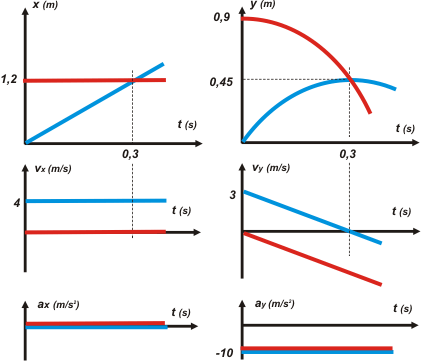 x (m)
1,2
t (s)
0,3
y (m)
0,9
0,45
t (s)
0,3
vx (m/s)
4
t (s)
vy (m/s)
3
t (s)
ax (m/s²)
t (s)
ay (m/s²)
t (s)
-10